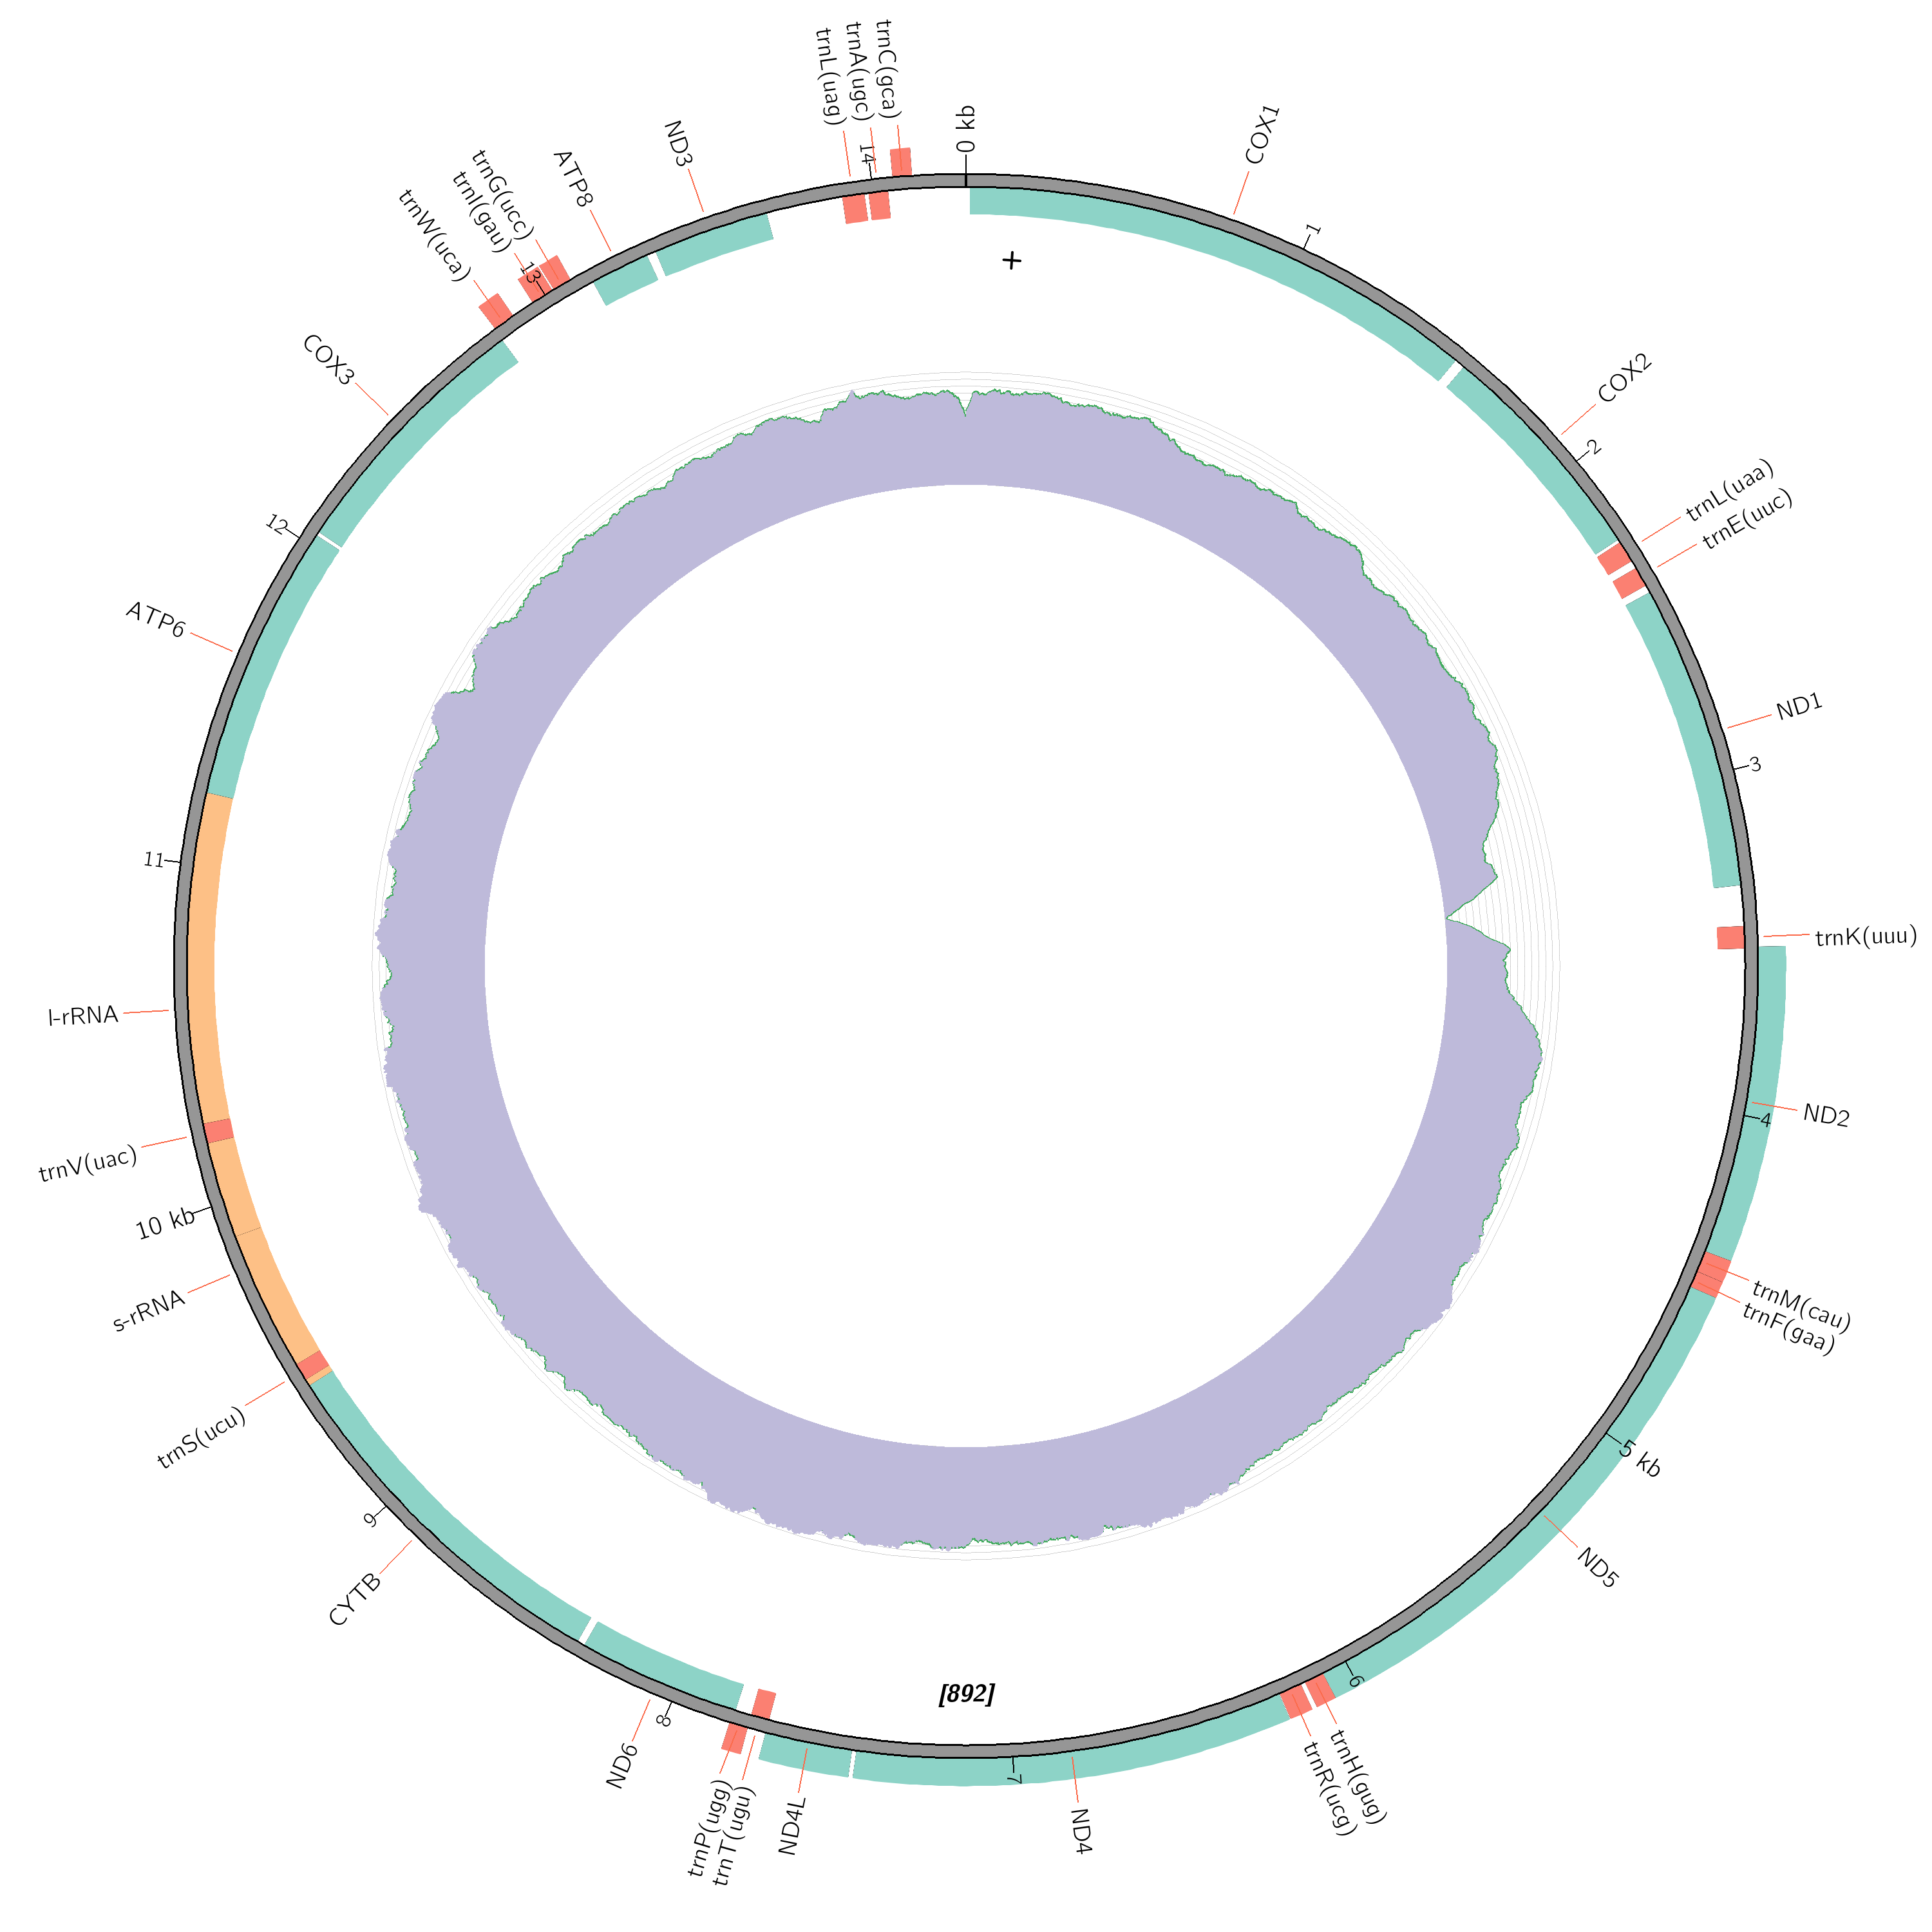 0 kb
COX1
1
COX2
2
trnL(uaa)
trnE(uuc)
ND1
3
trnK(uuu)
ND2
4
trnM(cau)
trnF(gaa)
5 kb
ND5
6
trnH(gug)
trnR(ucg)
ND4
7
ND4L
trnT(ugu)
trnP(ugg)
8
ND6
CYTB
9
trnS(ucu)
s-rRNA
10 kb
trnV(uac)
l-rRNA
11
ATP6
12
COX3
trnW(uca)
trnI(gau)
13
trnG(ucc)
ATP8
ND3
trnL(uag)
trnA(ugc)
14
trnC(gca)
+
[892]